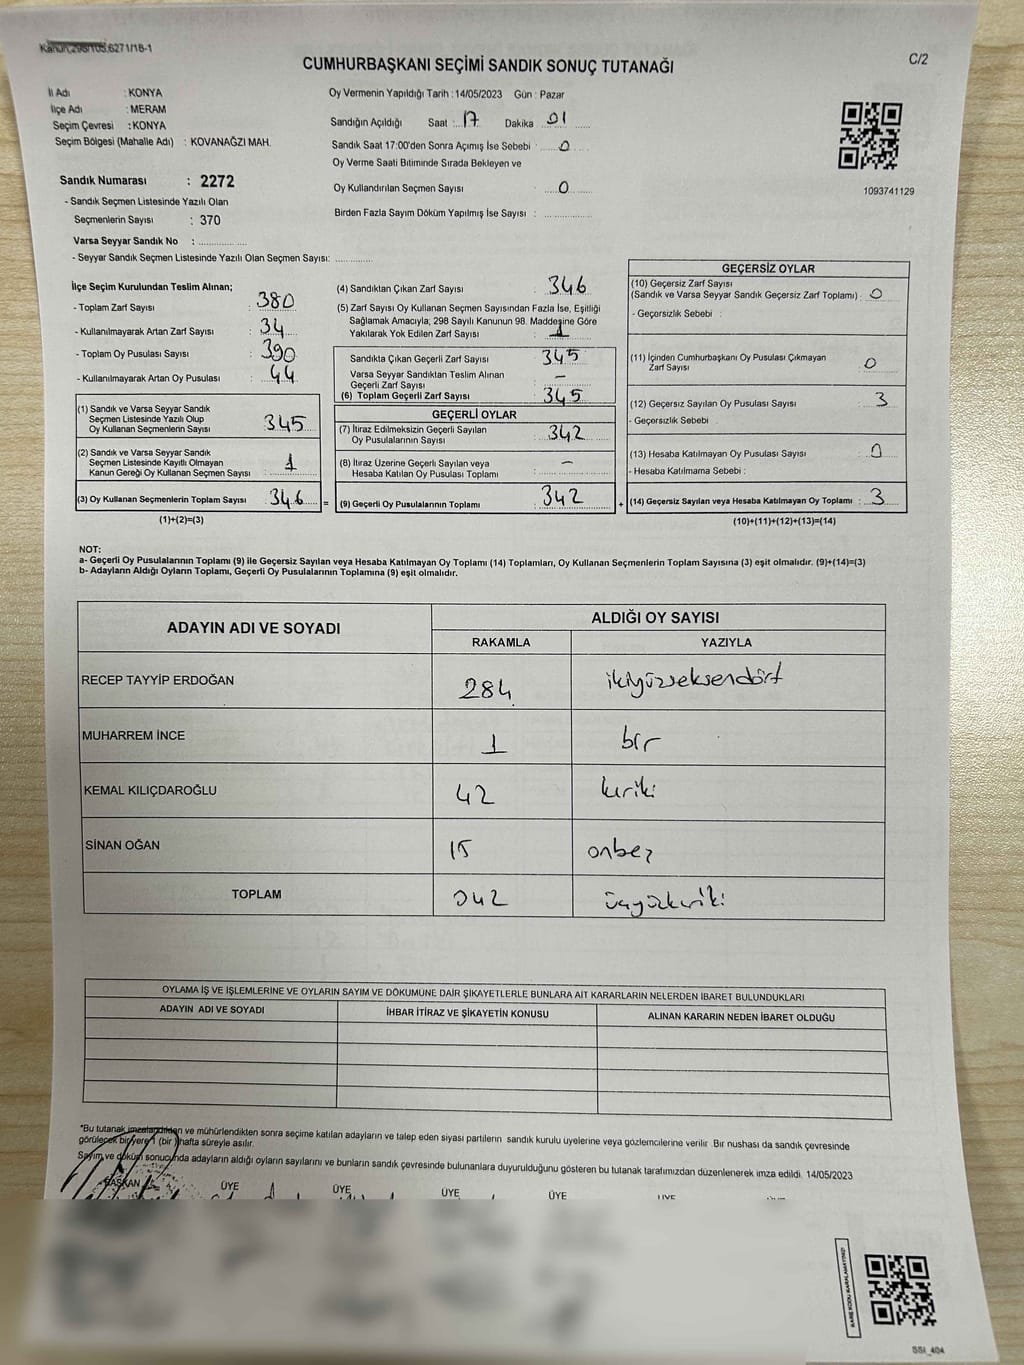 Kanun,298/105,6271/1B-1
C/2
CUMHURBAŞKANI SEÇİMİ SANDIK SONUÇ TUTANAĞI
İl Adı : KONYA
İlçe Adı : MERAM
Seçim Çevresi : KONYA
Seçim Bölgesi (Mahalle Adı) : KOVANAĞZI MAH.
Sandık Numarası : 2272
- Sandık Seçmen Listesinde Yazılı Olan
Seçmenlerin Sayısı : 370
Varsa Seyyar Sandık No : ..................
- Seyyar Sandık Seçmen Listesinde Yazılı Olan Seçmen Sayısı: .............
Oy Vermenin Yapıldığı Tarih : 14/05/2023 Gün : Pazar
Sandığın Açıldığı Saat : 17 Dakika 01
Sandık Saat 17:00'den Sonra Açımış İse Sebebi : 0
Oy Verme Saati Bitiminde Sırada Bekleyen ve
Oy Kullandırılan Seçmen Sayısı : 0
Birden Fazla Sayım Döküm Yapılmış İse Sayısı : ................
1093741129
İlçe Seçim Kurulundan Teslim Alınan;
- Toplam Zarf Sayısı : 380
- Kullanılmayarak Artan Zarf Sayısı : 34
- Toplam Oy Pusulası Sayısı : 390
- Kullanılmayarak Artan Oy Pusulası : 44
(1) Sandık ve Varsa Seyyar Sandık
Seçmen Listesinde Yazılı Olup
Oy Kullanan Seçmenlerin Sayısı : 345
(2) Sandık ve Varsa Seyyar Sandık
Seçmen Listesinde Kayıtlı Olmayan
Kanun Gereği Oy Kullanan Seçmen Sayısı : 1
(3) Oy Kullanan Seçmenlerin Toplam Sayısı : 346 =
(1)+(2)=(3)
(4) Sandıktan Çıkan Zarf Sayısı : 346
(5) Zarf Sayısı Oy Kullanan Seçmen Sayısından Fazla İse, Eşitliği
Sağlamak Amacıyla; 298 Sayılı Kanunun 98. Maddesine Göre
Yakılarak Yok Edilen Zarf Sayısı : 1
Sandıkta Çıkan Geçerli Zarf Sayısı : 345
Varsa Seyyar Sandıktan Teslim Alınan
Geçerli Zarf Sayısı : -
(6) Toplam Geçerli Zarf Sayısı : 345
GEÇERLİ OYLAR
(7) İtiraz Edilmeksizin Geçerli Sayılan
Oy Pusulalarının Sayısı : 342
(8) İtiraz Üzerine Geçerli Sayılan veya
Hesaba Katılan Oy Pusulası Toplamı : -
(9) Geçerli Oy Pusulalarının Toplamı : 342 +
GEÇERSİZ OYLAR
(10) Geçersiz Zarf Sayısı
(Sandık ve Varsa Seyyar Sandık Geçersiz Zarf Toplamı) : 0
- Geçersizlik Sebebi :
(11) İçinden Cumhurbaşkanı Oy Pusulası Çıkmayan
Zarf Sayısı : 0
(12) Geçersiz Sayılan Oy Pusulası Sayısı : 3
- Geçersizlik Sebebi :
(13) Hesaba Katılmayan Oy Pusulası Sayısı : 0
- Hesaba Katılmama Sebebi :
(14) Geçersiz Sayılan veya Hesaba Katılmayan Oy Toplamı : 3
(10)+(11)+(12)+(13)=(14)
NOT:
a- Geçerli Oy Pusulalarının Toplamı (9) ile Geçersiz Sayılan veya Hesaba Katılmayan Oy Toplamı (14) Toplamları, Oy Kullanan Seçmenlerin Toplam Sayısına (3) eşit olmalıdır. (9)+(14)=(3)
b- Adayların Aldığı Oyların Toplamı, Geçerli Oy Pusulalarının Toplamına (9) eşit olmalıdır.
ADAYIN ADI VE SOYADI
ALDIĞI OY SAYISI
RAKAMLA YAZIYLA
RECEP TAYYİP ERDOĞAN 284 ikiyüzseksendört
MUHARREM İNCE 1 bir
KEMAL KILIÇDAROĞLU 42 kırkiki
SİNAN OĞAN 15 onbeş
TOPLAM 342 üçyüzkırkiki
OYLAMA İŞ VE İŞLEMLERİNE VE OYLARIN SAYIM VE DÖKÜMÜNE DAİR ŞİKAYETLERLE BUNLARA AİT KARARLARIN NELERDEN İBARET BULUNDUKLARI
ADAYIN ADI VE SOYADI İHBAR İTİRAZ VE ŞİKAYETİN KONUSU ALINAN KARARIN NEDEN İBARET OLDUĞU
*Bu tutanak imzalandıktan ve mühürlendikten sonra seçime katılan adayların ve talep eden siyasi partilerin sandık kurulu üyelerine veya gözlemcilerine verilir. Bir nushası da sandık çevresinde
görülecek bir yere 1 (bir) hafta süreyle asılır.
Sayım ve döküm sonucunda adayların aldığı oyların sayılarını ve bunların sandık çevresinde bulunanlara duyurulduğunu gösteren bu tutanak tarafımızdan düzenlenerek imza edildi. 14/05/2023
BAŞKAN ÜYE ÜYE ÜYE ÜYE ÜYE
KARE KODU KARALAMAYINIZ!
SSI_404